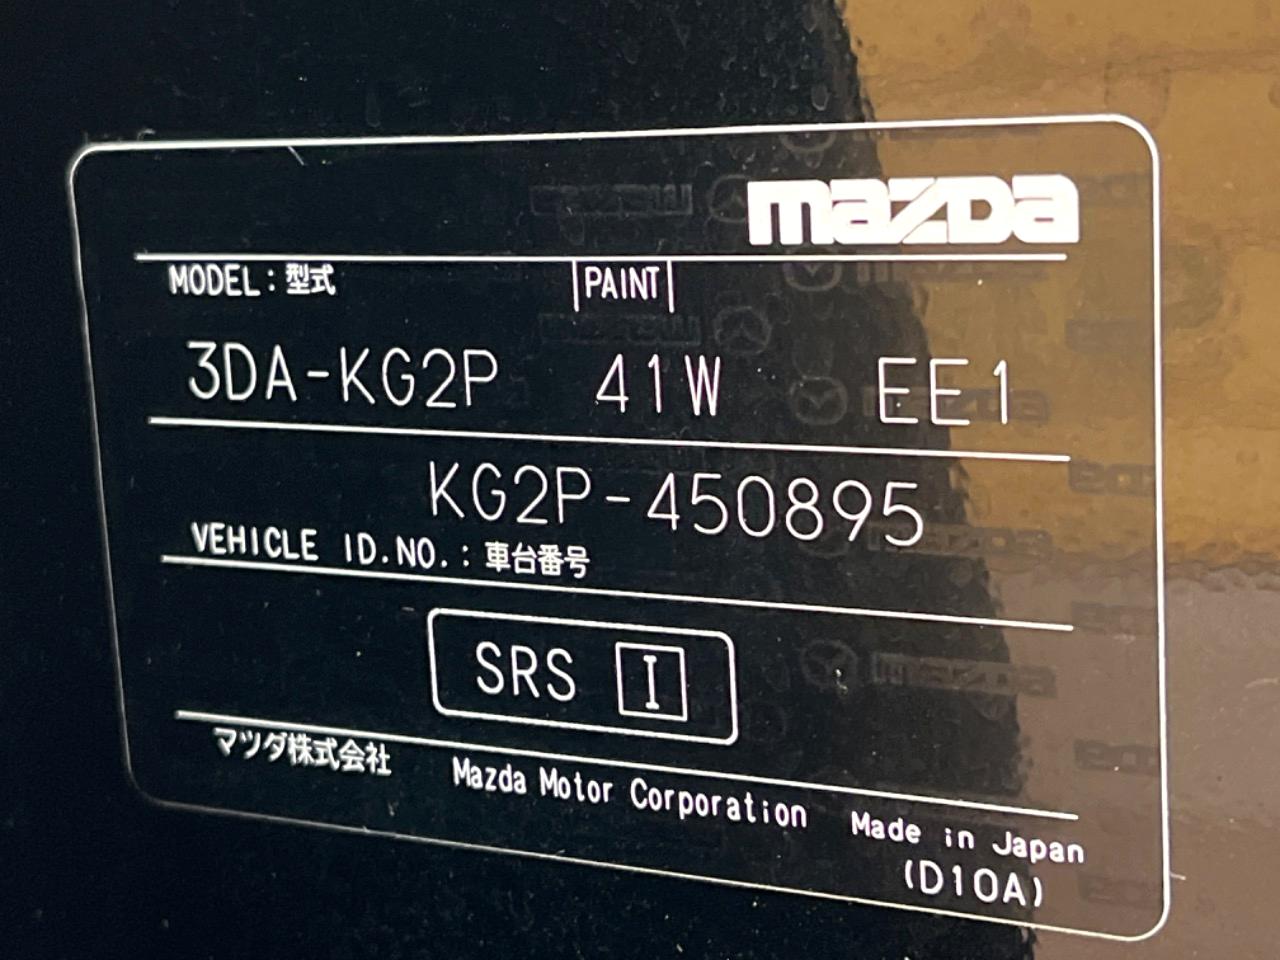 mazda
MODEL：型式 PAINT
3DA-KG2P 41W EE1
KG2P-450895
VEHICLE ID.NO.：車台番号
SRS I
マツダ株式会社 Mazda Motor Corporation Made in Japan
(D10A)